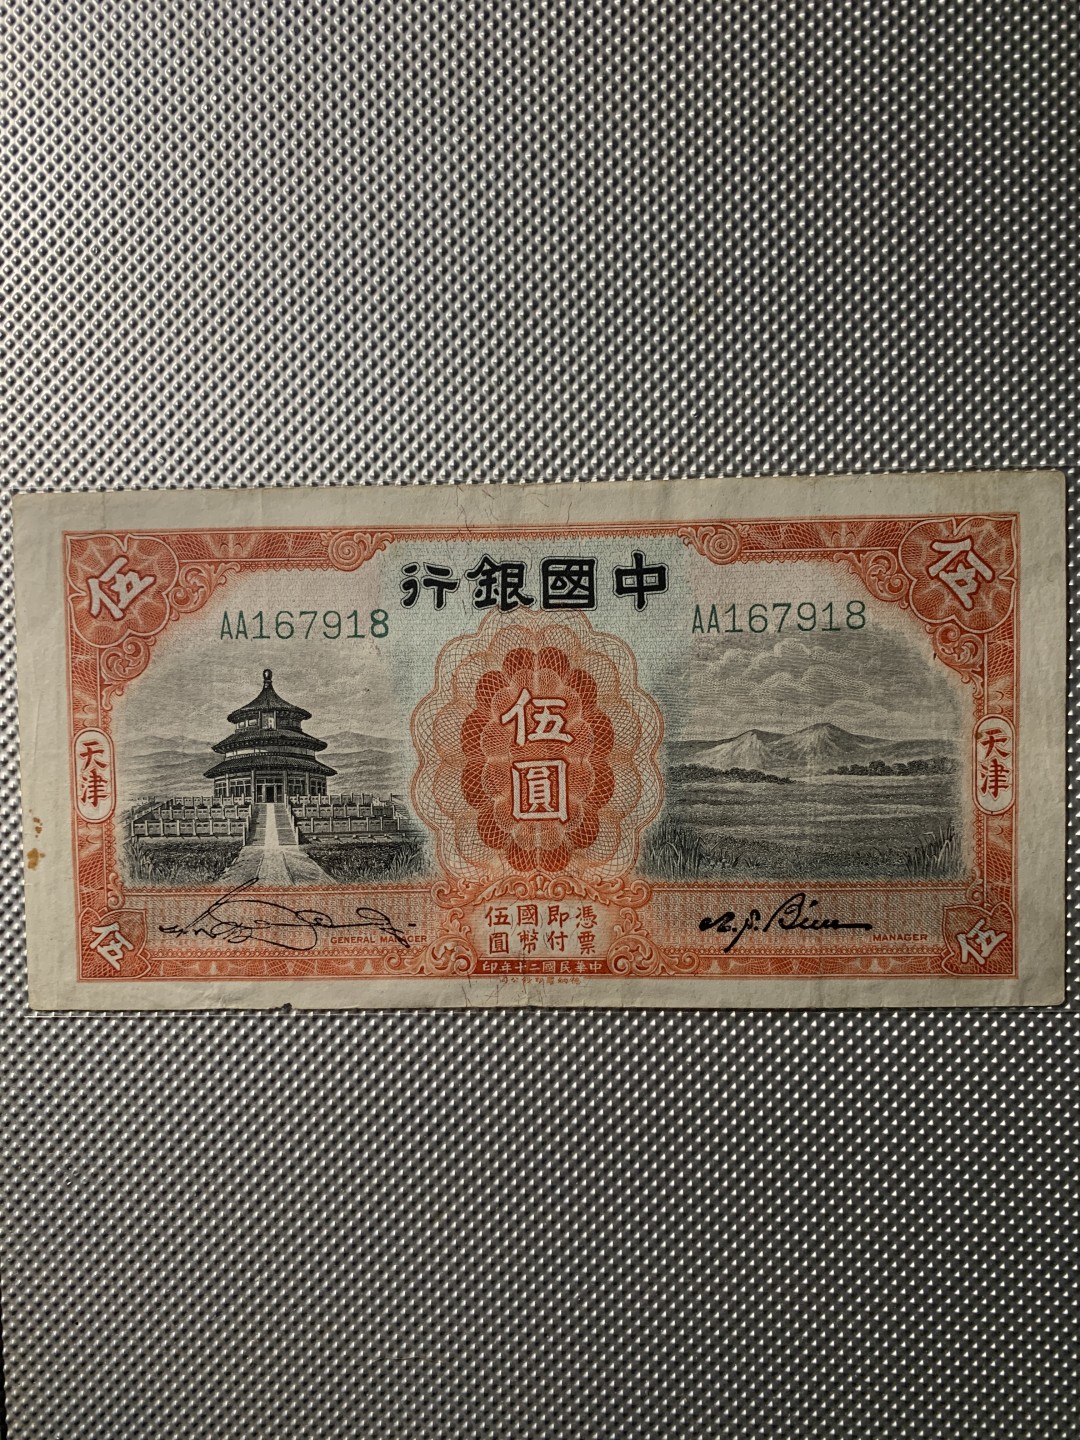 中國銀行
伍
伍
AA167918
AA167918
伍圓
天津
天津
憑票
即付
國幣
伍圓
GENERAL MANAGER
MANAGER
伍
伍
中華民國二十年印